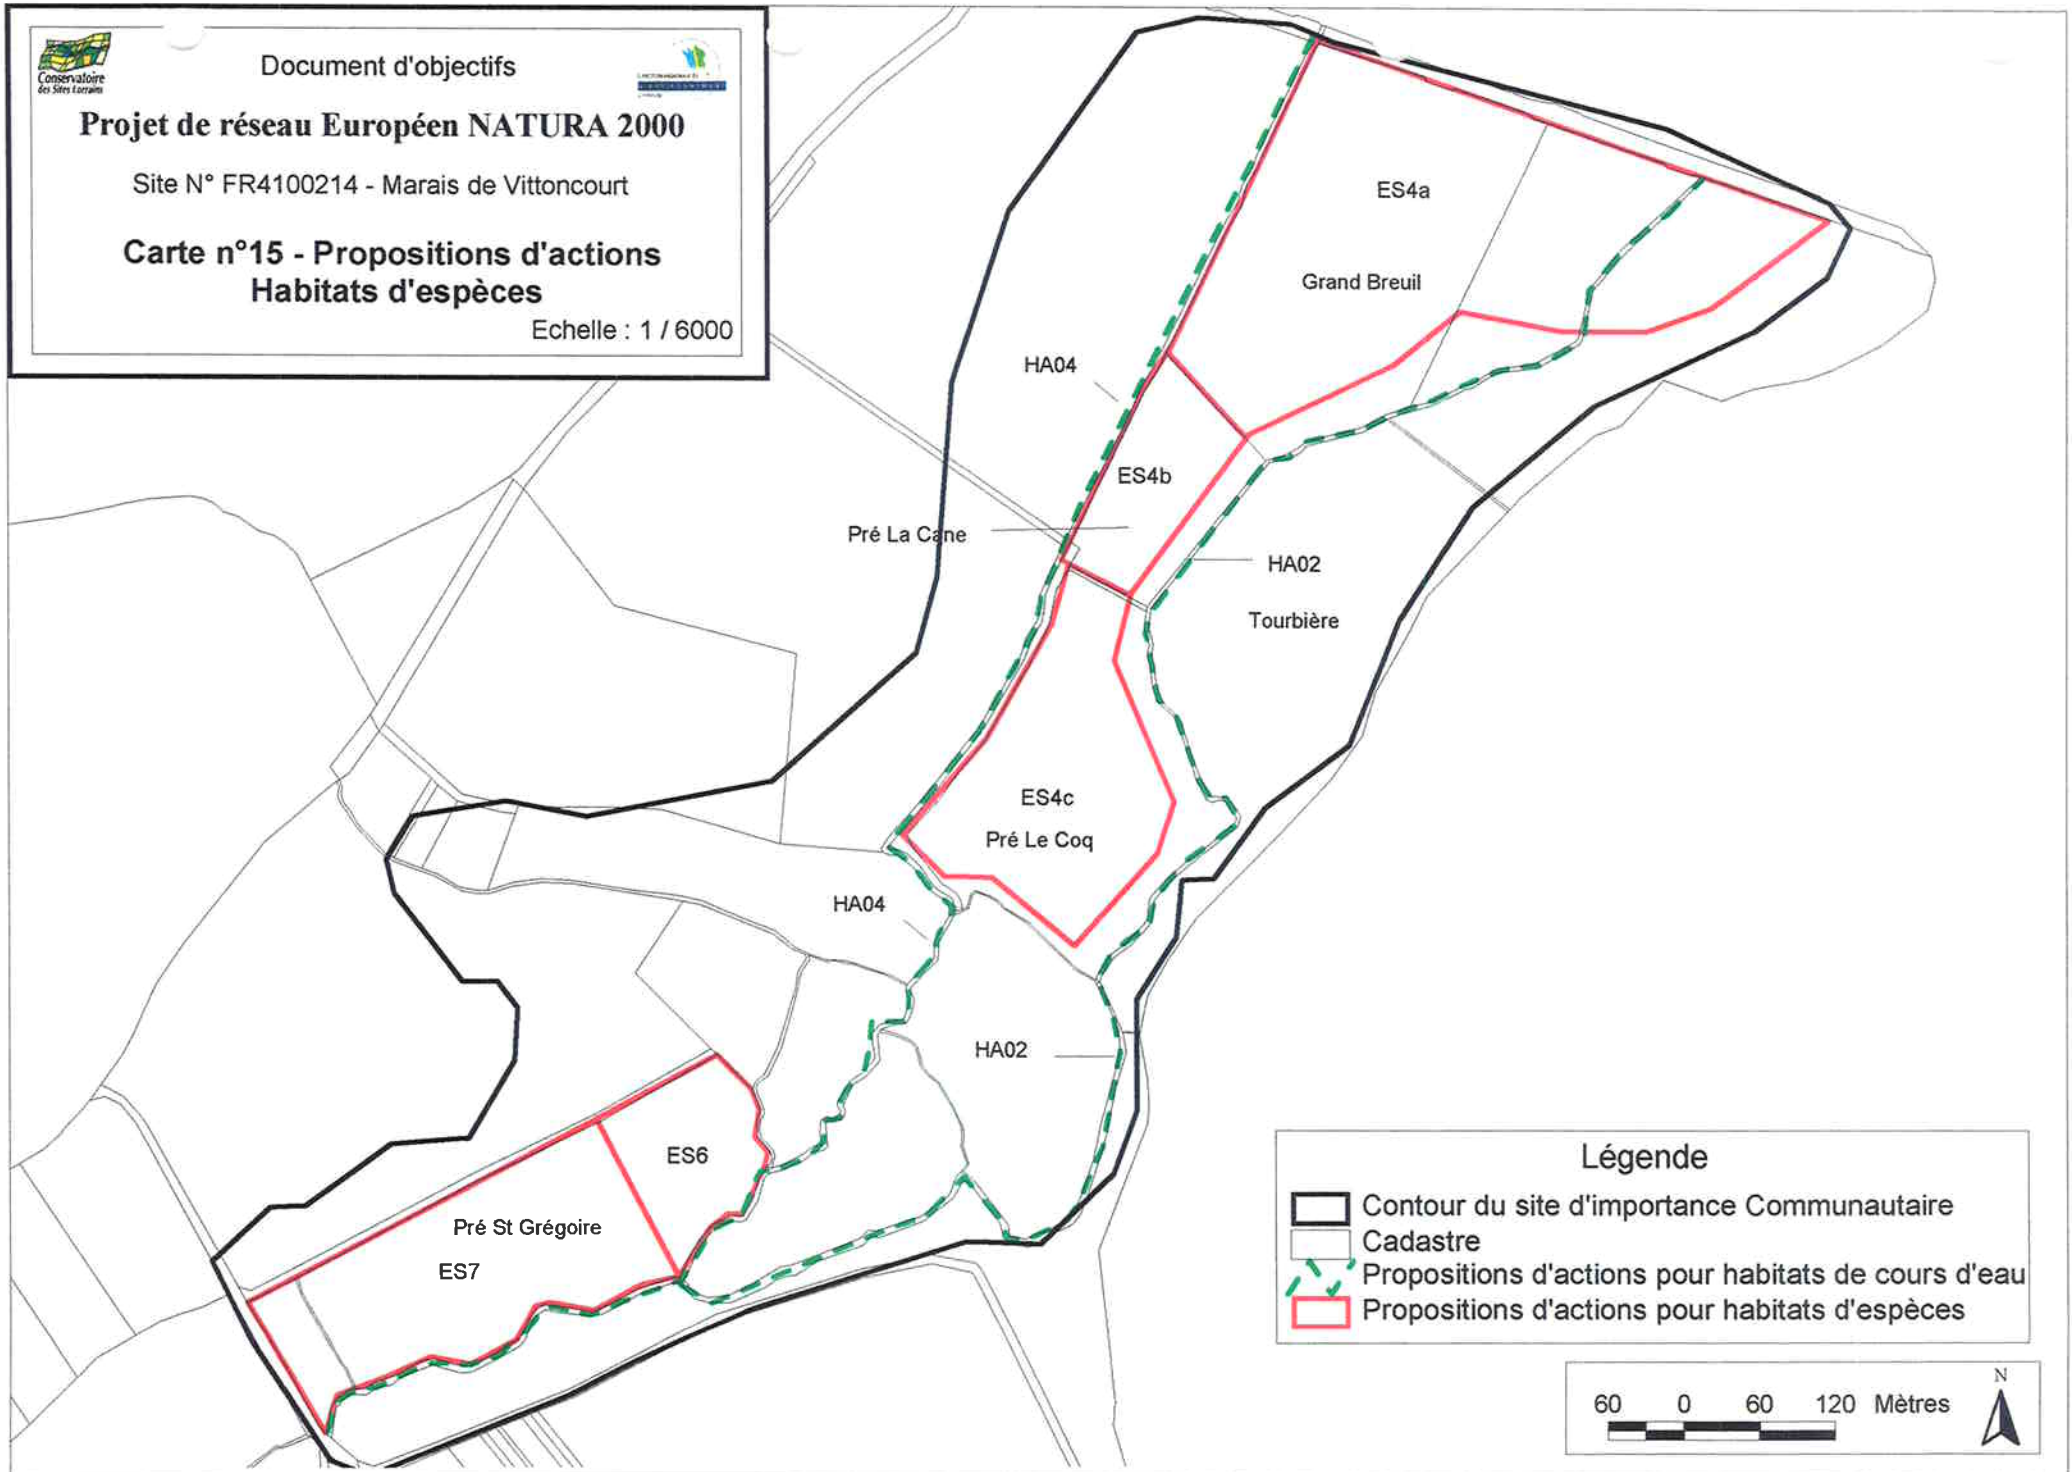 Conservatoire
des Sites Lorrains
Document d'objectifs
Projet de réseau Européen NATURA 2000
Site N° FR4100214 - Marais de Vittoncourt
Carte n°15 - Propositions d'actions
Habitats d'espèces
Echelle : 1 / 6000
ES4a
Grand Breuil
HA04
ES4b
Pré La Cane
HA02
Tourbière
ES4c
Pré Le Coq
HA04
HA02
ES6
Pré St Grégoire
ES7
Légende
Contour du site d'importance Communautaire
Cadastre
Propositions d'actions pour habitats de cours d'eau
Propositions d'actions pour habitats d'espèces
60 0 60 120 Mètres
N